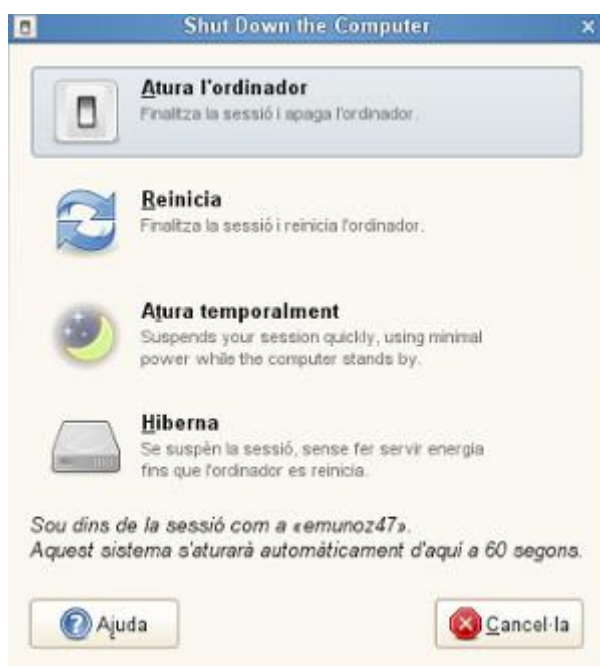 Shut Down the Computer
Atura l'ordinador
Finalitza la sessió i apaga l'ordinador.
Reinicia
Finalitza la sessió i reinicia l'ordinador.
Atura temporalment
Suspends your session quickly, using minimal
power while the computer stands by.
Hiberna
Se suspèn la sessió, sense fer servir energia
fins que l'ordinador es reinicia.
Sou dins de la sessió com a «emunoz47».
Aquest sistema s'aturarà automàticament d'aquí a 60 segons.
Ajuda
Cancel·la